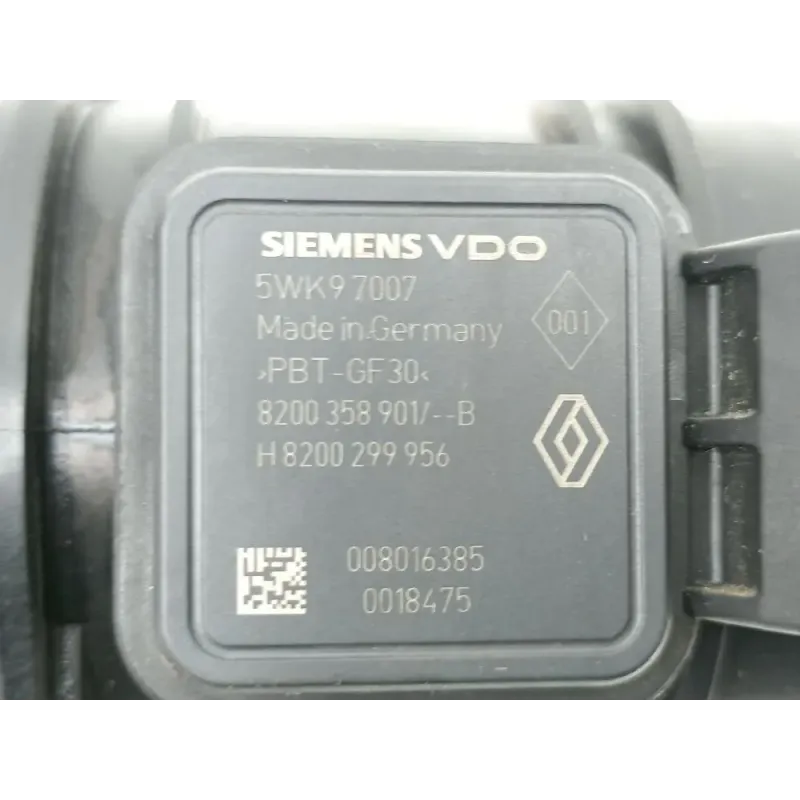 SIEMENS VDO
5WK9 7007
001
Made in Germany
>PBT-GF30<
8200 358 901/--B
H 8200 299 956
008016385
0018475